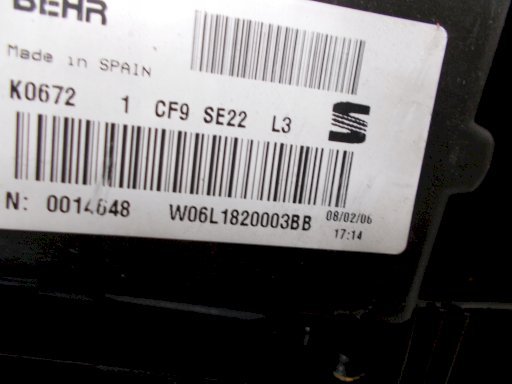 BEHR
Made in SPAIN
K0672 1 CF9 SE22 L3
N: 0014648 W06L1820003BB 08/02/06
17:14